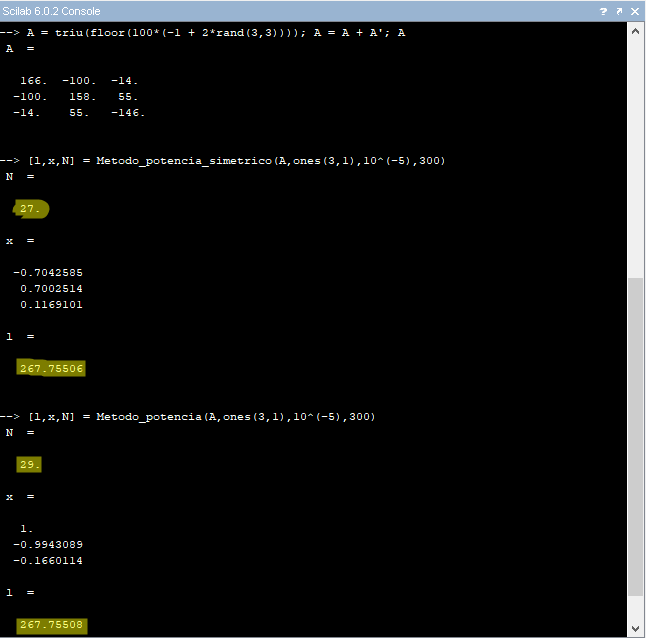 Scilab 6.0.2 Console
--> A = triu(floor(100*(-1 + 2*rand(3,3)))); A = A + A'; A
A  =
166.  -100.  -14.
-100.   158.   55.
-14.    55.  -146.
--> [l,x,N] = Metodo_potencia_simetrico(A,ones(3,1),10^(-5),300)
N  =
27.
x  =
-0.7042585
0.7002514
0.1169101
l  =
267.75506
--> [l,x,N] = Metodo_potencia(A,ones(3,1),10^(-5),300)
N  =
29.
x  =
1.
-0.9943089
-0.1660114
l  =
267.75508